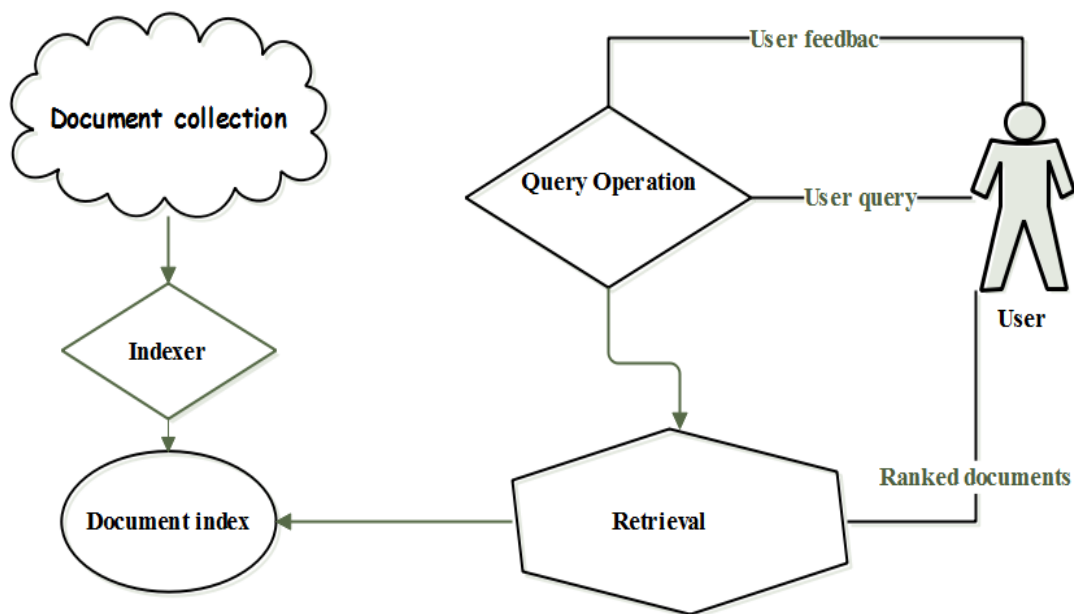 User feedbac
Document collection
Query Operation
User query
User
Indexer
Ranked documents
Document index
Retrieval